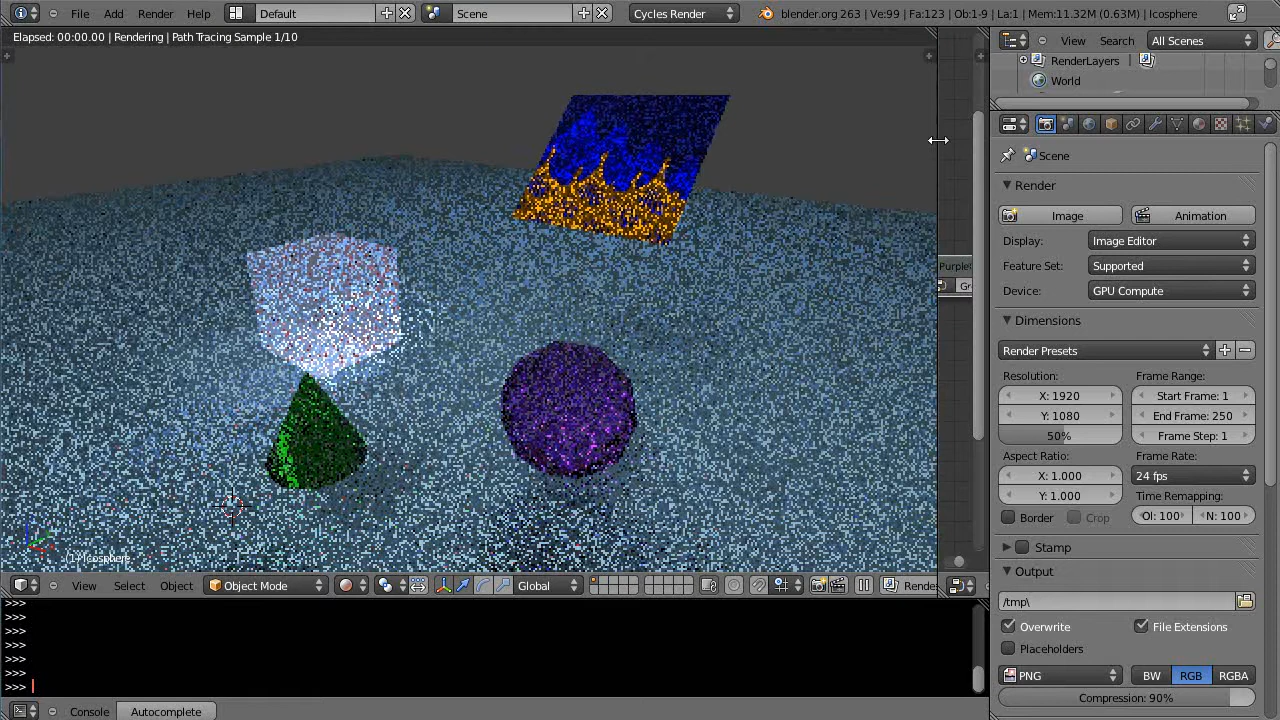 File Add Render Help Default Scene Cycles Render blender.org 263 | Ve:99 | Fa:123 | Ob:1-9 | La:1 | Mem:11.32M (0.63M) | Icosphere
Elapsed: 00:00.00 | Rendering | Path Tracing Sample 1/10
View Search All Scenes
RenderLayers |
World
Scene
Render
Image Animation
Display: Image Editor
Feature Set: Supported
Device: GPU Compute
Dimensions
Render Presets
Resolution: Frame Range:
X: 1920 Start Frame: 1
Y: 1080 End Frame: 250
50% Frame Step: 1
Aspect Ratio: Frame Rate:
X: 1.000 24 fps
Y: 1.000 Time Remapping:
Border Crop Ol: 100 N: 100
Stamp
Output
/tmp\
Overwrite File Extensions
Placeholders
PNG BW RGB RGBA
Compression: 90%
Purple
Gr
(1) Icosphere
View Select Object Object Mode Global Rende
>>>
>>>
>>>
>>>
>>>
>>>
>>>
Console Autocomplete